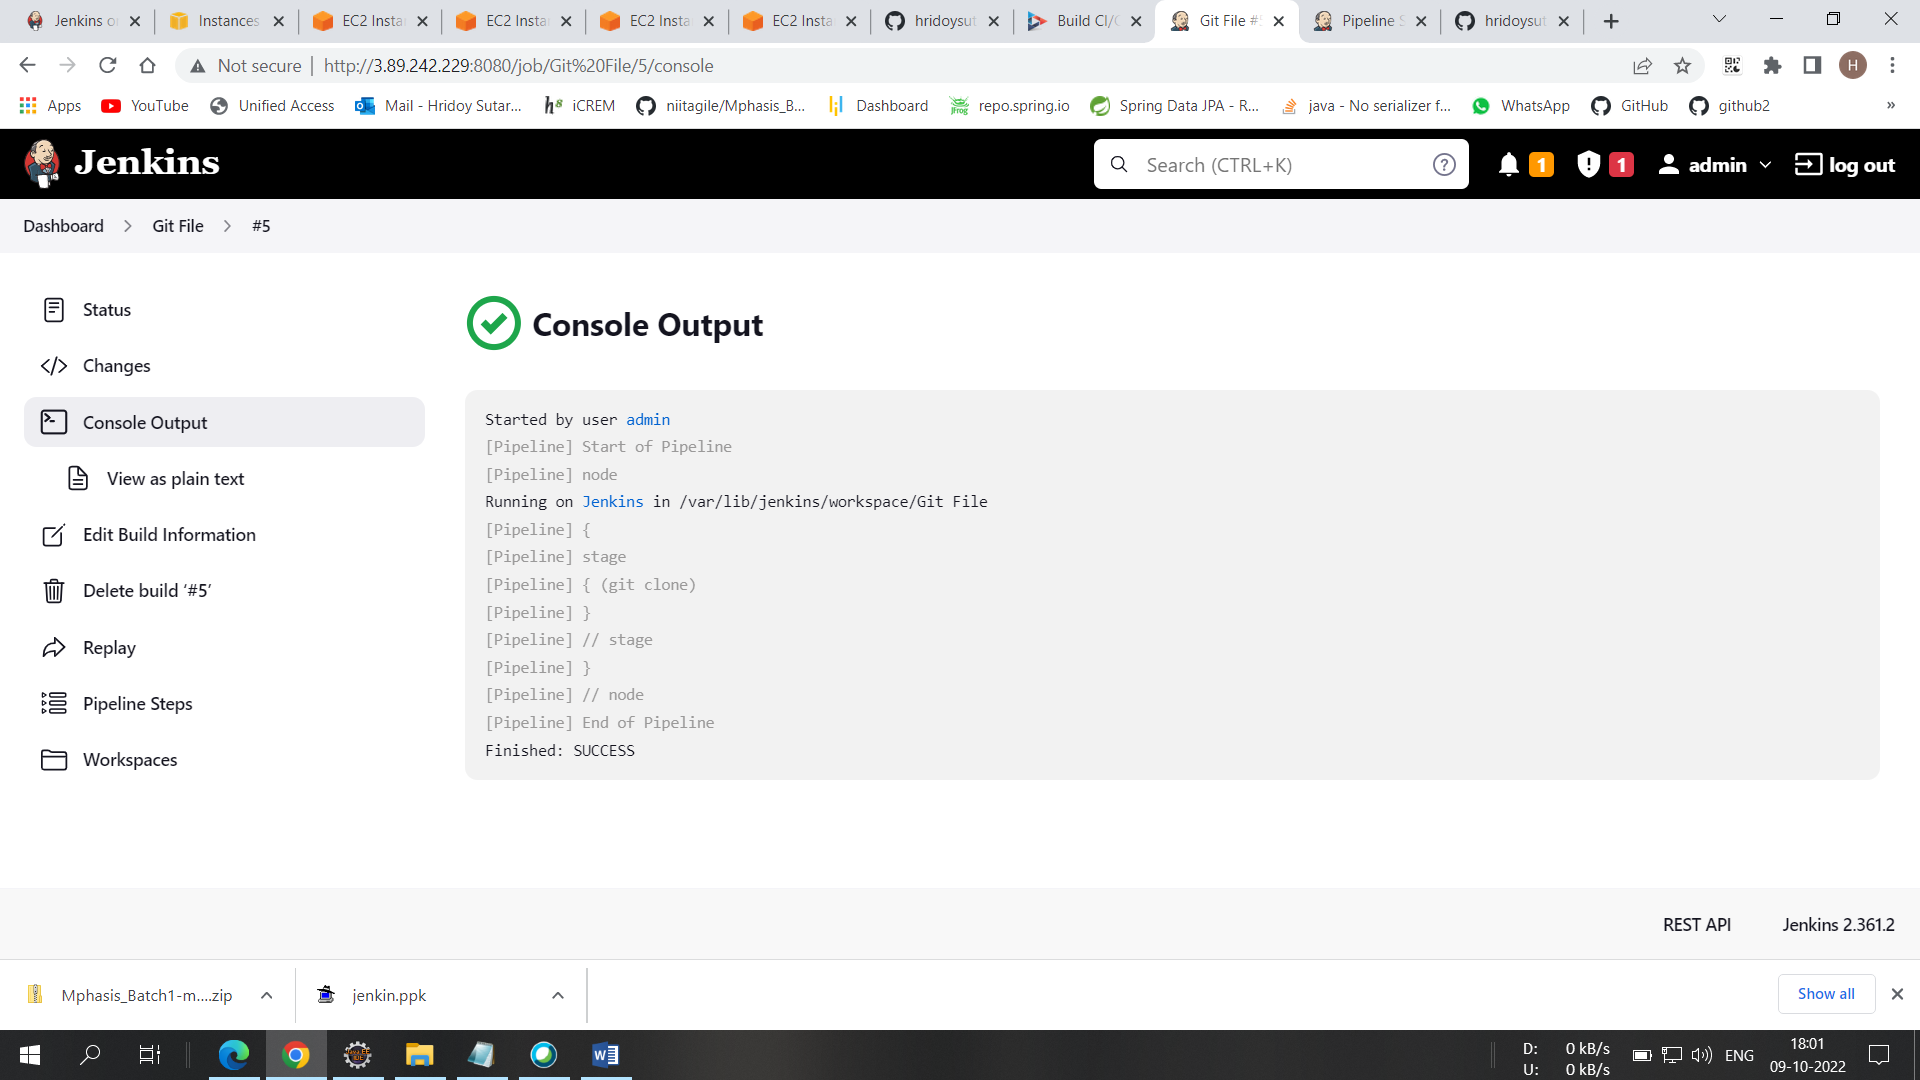 Jenkins o
Instances
EC2 Insta
EC2 Insta
EC2 Insta
EC2 Insta
hridoysut
Build CI/C
Git File #
Pipeline S
hridoysut
Not secure
http://3.89.242.229:8080/job/Git%20File/5/console
H
Apps
YouTube
Unified Access
Mail - Hridoy Sutar...
iCREM
niitagile/Mphasis_B...
Dashboard
repo.spring.io
Spring Data JPA - R...
java - No serializer f...
WhatsApp
GitHub
github2
»
Jenkins
Search (CTRL+K)
?
1
1
admin
log out
Dashboard > Git File > #5
Status
Changes
Console Output
View as plain text
Edit Build Information
Delete build ‘#5’
Replay
Pipeline Steps
Workspaces
Console Output
Started by user admin
[Pipeline] Start of Pipeline
[Pipeline] node
Running on Jenkins in /var/lib/jenkins/workspace/Git File
[Pipeline] {
[Pipeline] stage
[Pipeline] { (git clone)
[Pipeline] }
[Pipeline] // stage
[Pipeline] }
[Pipeline] // node
[Pipeline] End of Pipeline
Finished: SUCCESS
REST API
Jenkins 2.361.2
Mphasis_Batch1-m....zip
jenkin.ppk
Show all
D: 0 kB/s
U: 0 kB/s
ENG
18:01
09-10-2022